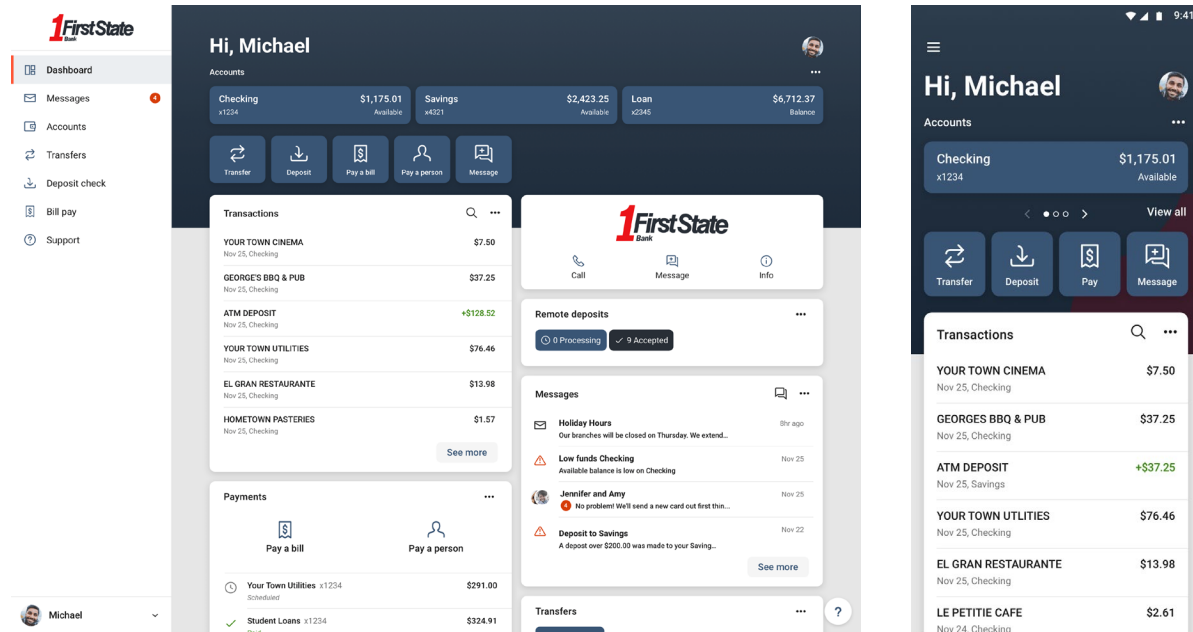 1FirstState
Bank
Dashboard
Messages
4
Accounts
Transfers
Deposit check
Bill pay
Support
Michael
Hi, Michael
Accounts
Checking $1,175.01
x1234 Available
Savings $2,423.25
x4321 Available
Loan $6,712.37
x2345 Balance
Transfer
Deposit
Pay a bill
Pay a person
Message
Transactions
YOUR TOWN CINEMA $7.50
Nov 25, Checking
GEORGE'S BBQ & PUB $37.25
Nov 25, Checking
ATM DEPOSIT +$128.52
Nov 25, Checking
YOUR TOWN UTILITIES $76.46
Nov 25, Checking
EL GRAN RESTAURANTE $13.98
Nov 25, Checking
HOMETOWN PASTERIES $1.57
Nov 25, Checking
See more
Payments
Pay a bill
Pay a person
Your Town Utilities x1234 $291.00
Scheduled
Student Loans x1234 $324.91
1FirstState
Bank
Call
Message
Info
Remote deposits
0 Processing
9 Accepted
Messages
Holiday Hours 8hr ago
Our branches will be closed on Thursday. We extend...
Low funds Checking Nov 25
Available balance is low on Checking
Jennifer and Amy Nov 25
4 No problem! We'll send a new card out first thin...
Deposit to Savings Nov 22
A depost over $200.00 was made to your Saving...
See more
Transfers
?
9:41
Hi, Michael
Accounts
Checking $1,175.01
x1234 Available
View all
Transfer
Deposit
Pay
Message
Transactions
YOUR TOWN CINEMA $7.50
Nov 25, Checking
GEORGES BBQ & PUB $37.25
Nov 25, Checking
ATM DEPOSIT +$37.25
Nov 25, Savings
YOUR TOWN UTLITIES $76.46
Nov 25, Checking
EL GRAN RESTAURANTE $13.98
Nov 25, Checking
LE PETITIE CAFE $2.61
Nov 24, Checking